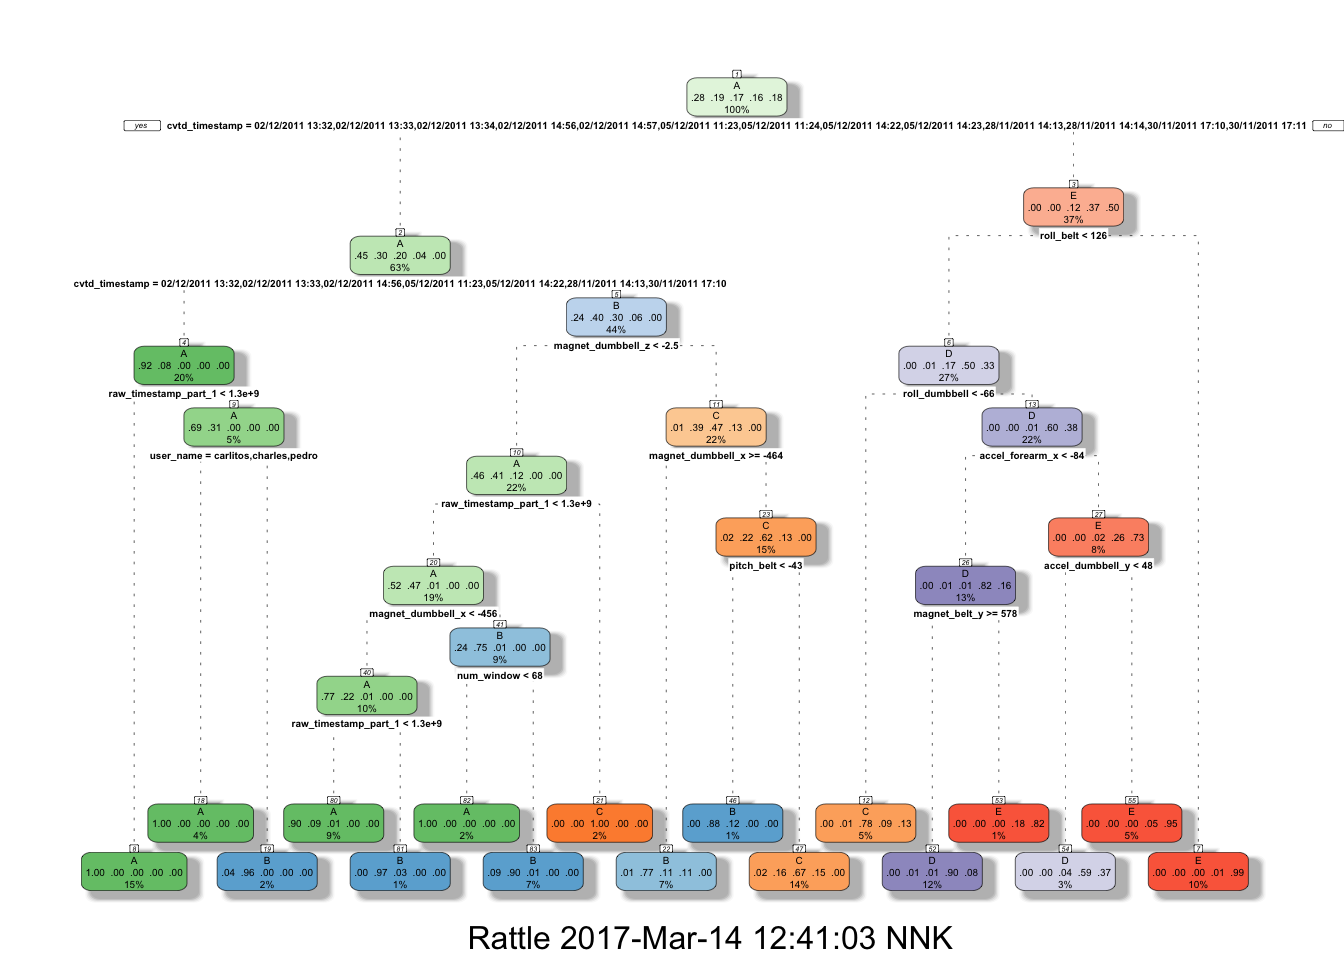 1
A
.28 .19 .17 .16 .18
100%
yes cvtd_timestamp = 02/12/2011 13:32,02/12/2011 13:33,02/12/2011 13:34,02/12/2011 14:56,02/12/2011 14:57,05/12/2011 11:23,05/12/2011 11:24,05/12/2011 14:22,05/12/2011 14:23,28/11/2011 14:13,28/11/2011 14:14,30/11/2011 17:10,30/11/2011 17:11 no
3
E
.00 .00 .12 .37 .50
37%
roll_belt < 126
2
A
.45 .30 .20 .04 .00
63%
cvtd_timestamp = 02/12/2011 13:32,02/12/2011 13:33,02/12/2011 14:56,05/12/2011 11:23,05/12/2011 14:22,28/11/2011 14:13,30/11/2011 17:10
5
B
.24 .40 .30 .06 .00
44%
magnet_dumbbell_z < -2.5
4
A
.92 .08 .00 .00 .00
20%
raw_timestamp_part_1 < 1.3e+9
6
D
.00 .01 .17 .50 .33
27%
roll_dumbbell < -66
9
A
.69 .31 .00 .00 .00
5%
user_name = carlitos,charles,pedro
11
C
.01 .39 .47 .13 .00
22%
magnet_dumbbell_x >= -464
13
D
.00 .00 .01 .60 .38
22%
accel_forearm_x < -84
10
A
.46 .41 .12 .00 .00
22%
raw_timestamp_part_1 < 1.3e+9
23
C
.02 .22 .62 .13 .00
15%
pitch_belt < -43
27
E
.00 .00 .02 .26 .73
8%
accel_dumbbell_y < 48
20
A
.52 .47 .01 .00 .00
19%
magnet_dumbbell_x < -456
26
D
.00 .01 .01 .82 .16
13%
magnet_belt_y >= 578
41
B
.24 .75 .01 .00 .00
9%
num_window < 68
40
A
.77 .22 .01 .00 .00
10%
raw_timestamp_part_1 < 1.3e+9
18
A
1.00 .00 .00 .00 .00
4%
80
A
.90 .09 .01 .00 .00
9%
82
A
1.00 .00 .00 .00 .00
2%
21
C
.00 .00 1.00 .00 .00
2%
46
B
.00 .88 .12 .00 .00
1%
12
C
.00 .01 .78 .09 .13
5%
53
E
.00 .00 .00 .18 .82
1%
55
E
.00 .00 .00 .05 .95
5%
8
A
1.00 .00 .00 .00 .00
15%
19
B
.04 .96 .00 .00 .00
2%
81
B
.00 .97 .03 .00 .00
1%
83
B
.09 .90 .01 .00 .00
7%
22
B
.01 .77 .11 .11 .00
7%
47
C
.02 .16 .67 .15 .00
14%
52
D
.00 .01 .01 .90 .08
12%
54
D
.00 .00 .04 .59 .37
3%
7
E
.00 .00 .00 .01 .99
10%
Rattle 2017-Mar-14 12:41:03 NNK